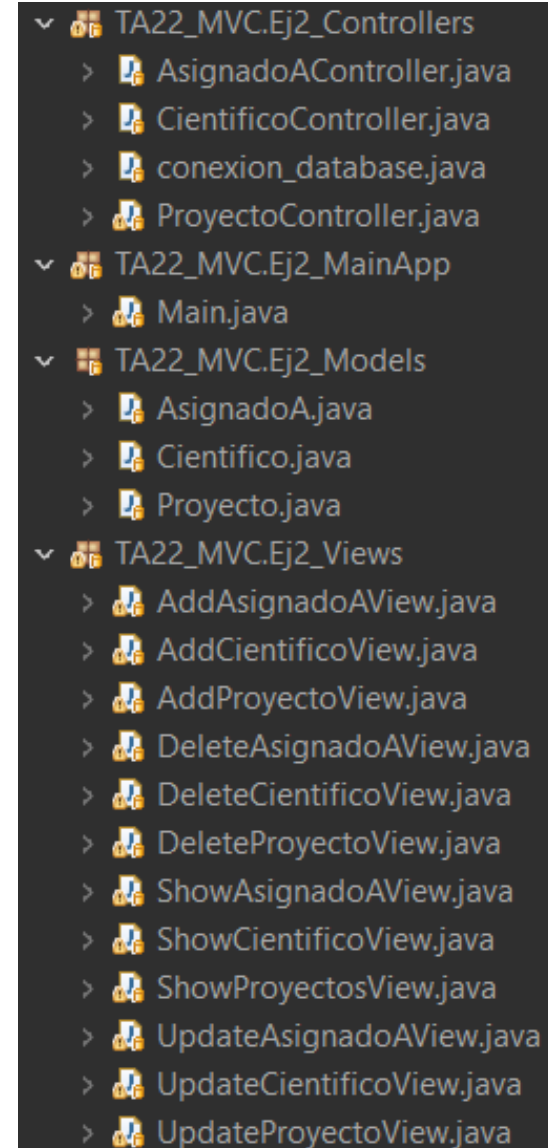 TA22_MVC.Ej2_Controllers
AsignadoAController.java
CientificoController.java
conexion_database.java
ProyectoController.java
TA22_MVC.Ej2_MainApp
Main.java
TA22_MVC.Ej2_Models
AsignadoA.java
Cientifico.java
Proyecto.java
TA22_MVC.Ej2_Views
AddAsignadoAView.java
AddCientificoView.java
AddProyectoView.java
DeleteAsignadoAView.java
DeleteCientificoView.java
DeleteProyectoView.java
ShowAsignadoAView.java
ShowCientificoView.java
ShowProyectosView.java
UpdateAsignadoAView.java
UpdateCientificoView.java
UpdateProyectoView.java